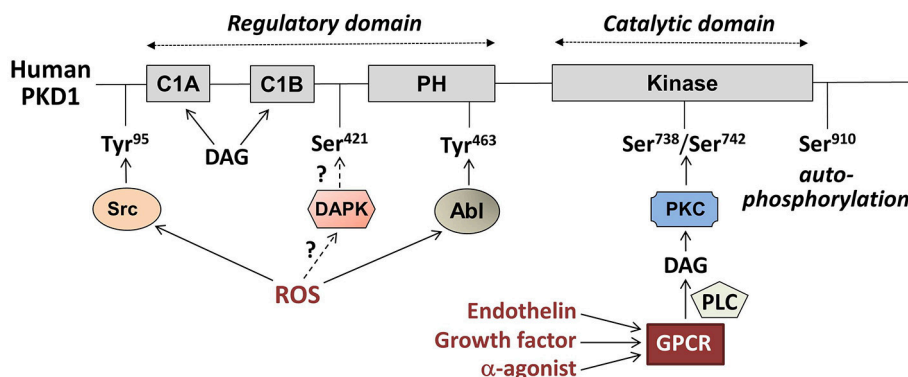 Regulatory domain
Catalytic domain
Human
PKD1
C1A
C1B
PH
Kinase
Tyr⁹⁵
DAG
Ser⁴²¹
Tyr⁴⁶³
Ser⁷³⁸/Ser⁷⁴²
Ser⁹¹⁰
auto-
phosphorylation
?
Src
DAPK
Abl
PKC
?
ROS
DAG
PLC
Endothelin
Growth factor
α-agonist
GPCR